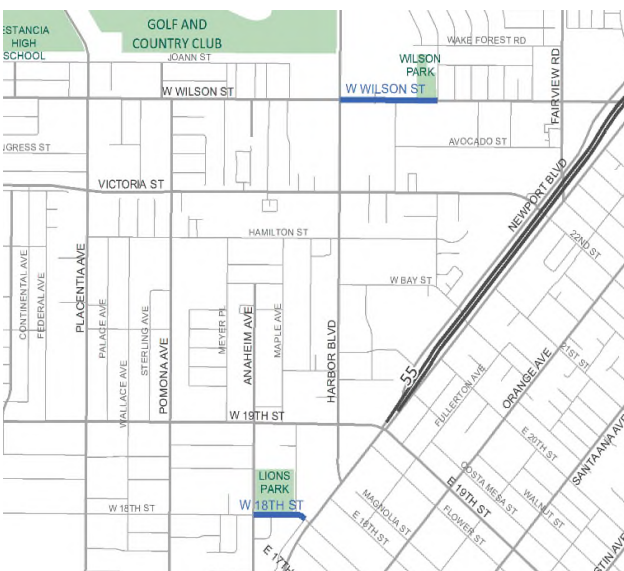 ESTANCIA
HIGH
SCHOOL
GOLF AND
COUNTRY CLUB
JOANN ST
W WILSON ST
WAKE FOREST RD
WILSON
PARK
W WILSON ST
FAIRVIEW RD
NGRESS ST
AVOCADO ST
VICTORIA ST
NEWPORT BLVD
HAMILTON ST
22ND ST
W BAY ST
CONTINENTAL AVE
FEDERAL AVE
PLACENTIA AVE
PALACE AVE
WALLACE AVE
STERLING AVE
POMONA AVE
MEYER PL
ANAHEIM AVE
MAPLE AVE
HARBOR BLVD
55
FULLERTON AVE
ORANGE AVE
21ST ST
W 19TH ST
E 20TH ST
SANTA ANA AVE
LIONS
PARK
W 18TH ST
W 18TH ST
COSTA MESA ST
E 19TH ST
WALNUT ST
MAGNOLIA ST
FLOWER ST
E 18TH ST
E 17TH
STIN AVE